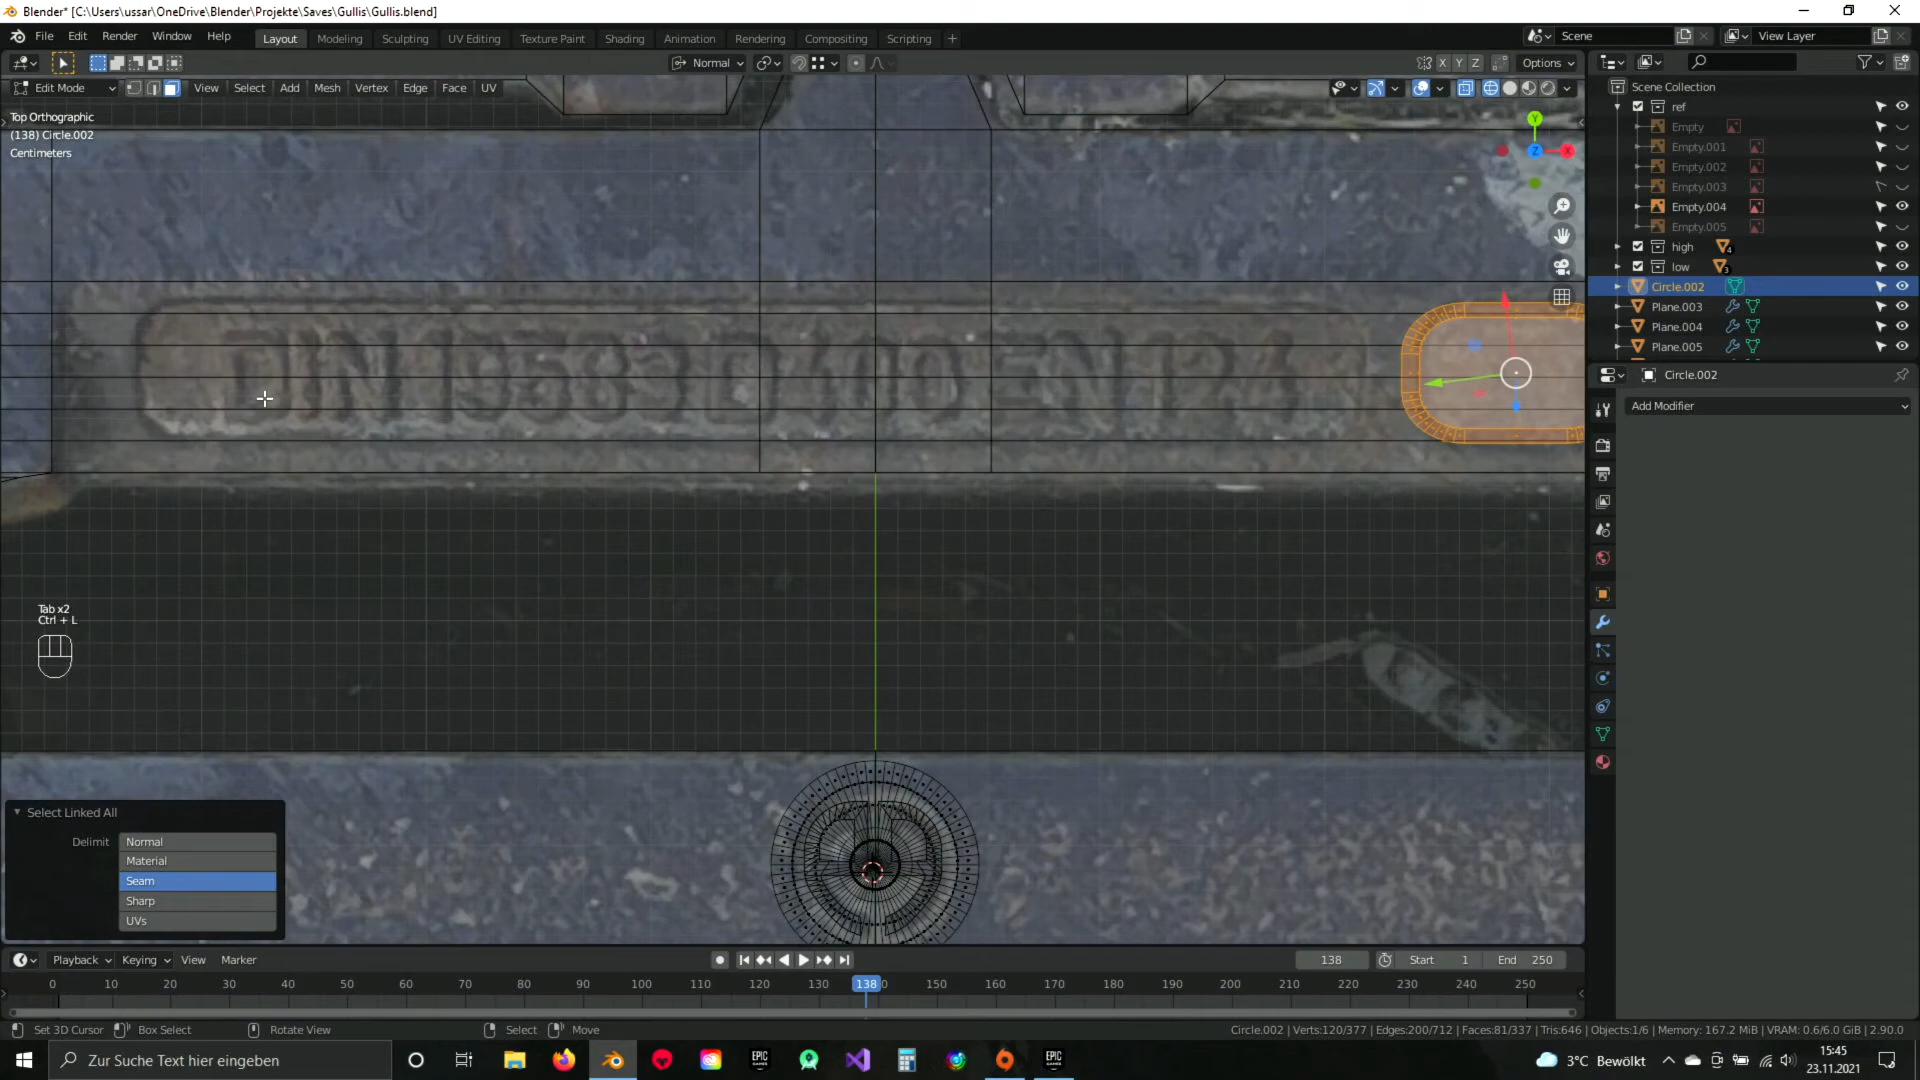 Blender* [C:\Users\ussar\OneDrive\Blender\Projekte\Saves\Gullis\Gullis.blend]
File Edit Render Window Help
Layout Modeling Sculpting UV Editing Texture Paint Shading Animation Rendering Compositing Scripting +
Scene
View Layer
Normal
X Y Z
Options
Edit Mode
View Select Add Mesh Vertex Edge Face UV
Top Orthographic
(138) Circle.002
Centimeters
Y
X
Z
Scene Collection
ref
Empty
Empty.001
Empty.002
Empty.003
Empty.004
Empty.005
high
4
low
3
Circle.002
Plane.003
Plane.004
Plane.005
Circle.002
Add Modifier
Tab x2
Ctrl + L
Select Linked All
Delimit
Normal
Material
Seam
Sharp
UVs
Playback Keying View Marker
138
Start 1
End 250
0 10 20 30 40 50 60 70 80 90 100 110 120 130 138 0 150 160 170 180 190 200 210 220 230 240 250
Set 3D Cursor Box Select Rotate View Select Move
Circle.002 | Verts:120/377 | Edges:200/712 | Faces:81/337 | Tris:646 | Objects:1/6 | Memory: 167.2 MiB | VRAM: 0.6/6.0 GiB | 2.90.0
Zur Suche Text hier eingeben
EPIC GAMES
EPIC GAMES
3°C Bewölkt
15:45
23.11.2021